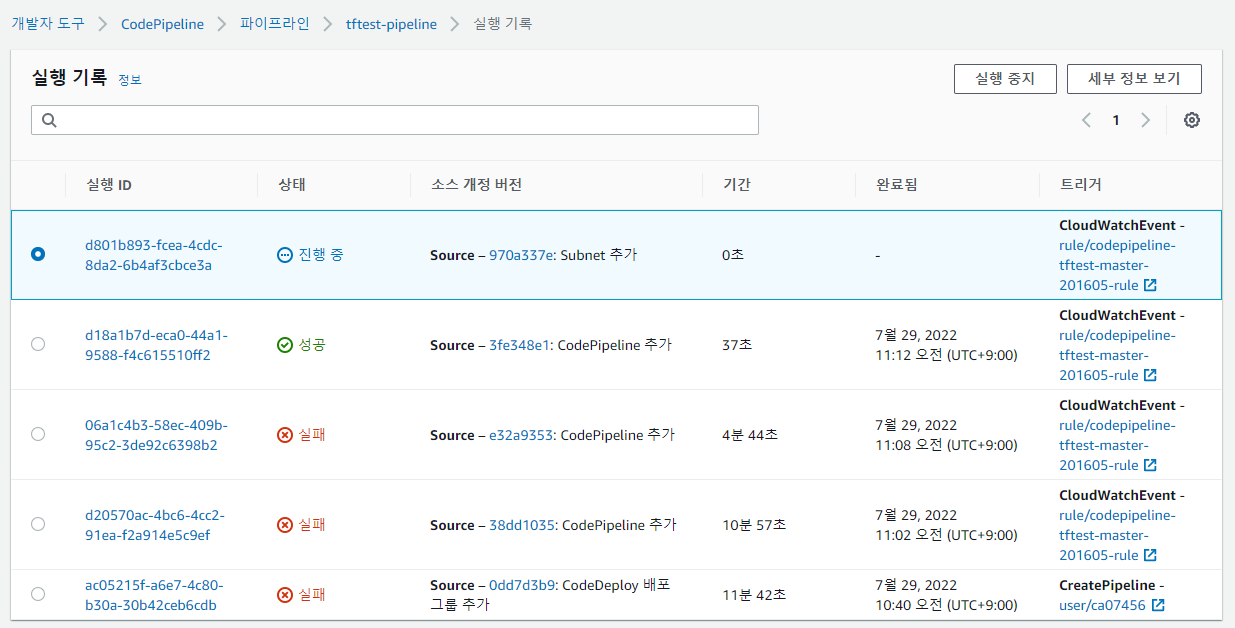 개발자 도구 > CodePipeline > 파이프라인 > tftest-pipeline > 실행 기록
실행 기록 정보
실행 중지 세부 정보 보기
1
실행 ID 상태 소스 개정 버전 기간 완료됨 트리거
d801b893-fcea-4cdc-
8da2-6b4af3cbce3a
진행 중
Source – 970a337e: Subnet 추가
0초
-
CloudWatchEvent -
rule/codepipeline-
tftest-master-
201605-rule
d18a1b7d-eca0-44a1-
9588-f4c615510ff2
성공
Source – 3fe348e1: CodePipeline 추가
37초
7월 29, 2022
11:12 오전 (UTC+9:00)
CloudWatchEvent -
rule/codepipeline-
tftest-master-
201605-rule
06a1c4b3-58ec-409b-
95c2-3de92c6398b2
실패
Source – e32a9353: CodePipeline 추가
4분 44초
7월 29, 2022
11:08 오전 (UTC+9:00)
CloudWatchEvent -
rule/codepipeline-
tftest-master-
201605-rule
d20570ac-4bc6-4cc2-
91ea-f2a914e5c9ef
실패
Source – 38dd1035: CodePipeline 추가
10분 57초
7월 29, 2022
11:02 오전 (UTC+9:00)
CloudWatchEvent -
rule/codepipeline-
tftest-master-
201605-rule
ac05215f-a6e7-4c80-
b30a-30b42ceb6cdb
실패
Source – 0dd7d3b9: CodeDeploy 배포
그룹 추가
11분 42초
7월 29, 2022
10:40 오전 (UTC+9:00)
CreatePipeline -
user/ca07456